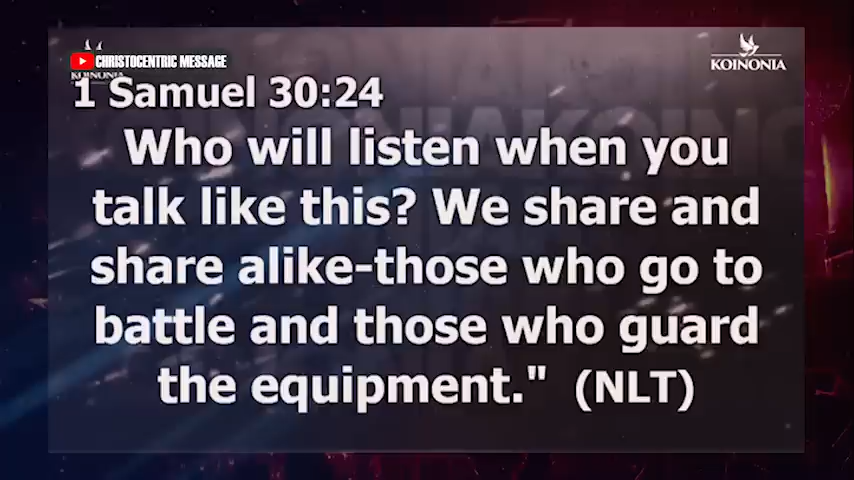 CHRISTOCENTRIC MESSAGE
KOINONIA
KOINONIA
1 Samuel 30:24
Who will listen when you
talk like this? We share and
share alike-those who go to
battle and those who guard
the equipment." (NLT)